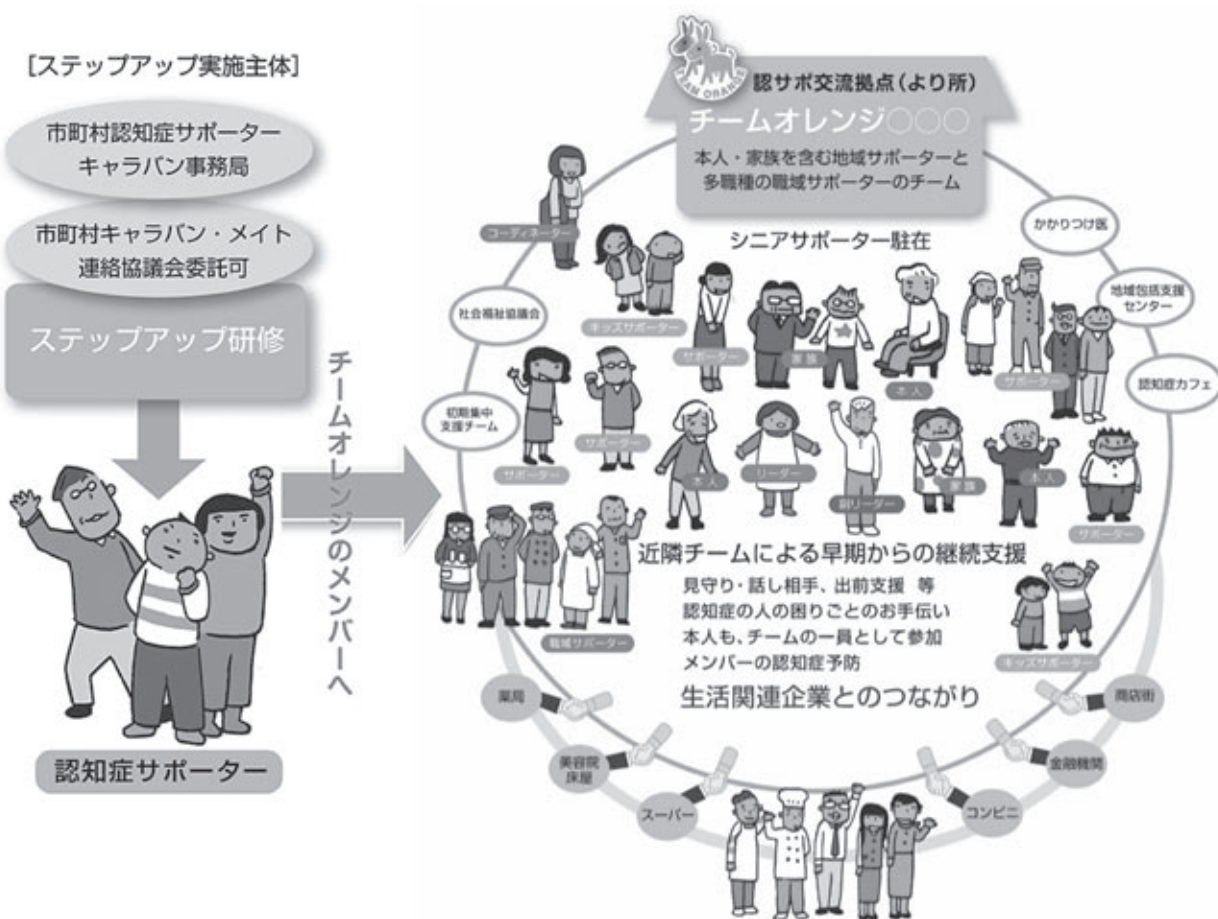 [ステップアップ実施主体]
市町村認知症サポーター
キャラバン事務局
市町村キャラバン・メイト
連絡協議会委託可
ステップアップ研修
認知症サポーター
チームオレンジのメンバーへ
TEAM ORANGE
認サポ交流拠点(より所)
チームオレンジ○○○
本人・家族を含む地域サポーターと
多職種の職域サポーターのチーム
シニアサポーター駐在
コーディネーター
キッズサポーター
サポーター
家族
本人
サポーター
かかりつけ医
地域包括支援
センター
認知症カフェ
社会福祉協議会
初期集中
支援チーム
サポーター
サポーター
本人
リーダー
副リーダー
家族
本人
サポーター
職域サポーター
キッズサポーター
近隣チームによる早期からの継続支援
見守り・話し相手、出前支援 等
認知症の人の困りごとのお手伝い
本人も、チームの一員として参加
メンバーの認知症予防
生活関連企業とのつながり
薬局
美容院
床屋
スーパー
コンビニ
金融機関
商店街